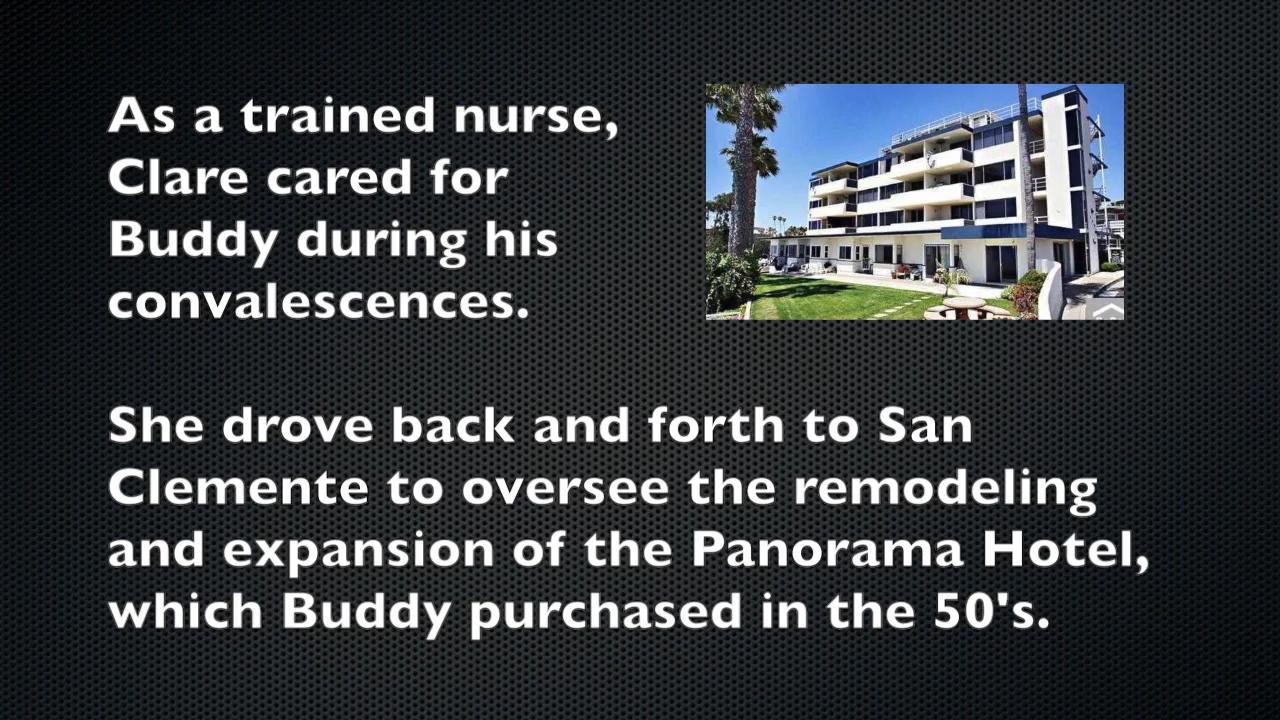 As a trained nurse,
Clare cared for
Buddy during his
convalescences.
She drove back and forth to San
Clemente to oversee the remodeling
and expansion of the Panorama Hotel,
which Buddy purchased in the 50's.